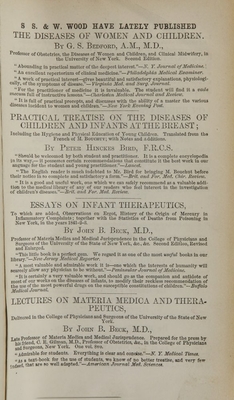 S. S. & W. WOOD HAVE LATELY PUBLISHED
THE DISEASES OF WOMEN AND CHILDREN.
BY G. S. BEDFORD, A.M., M.D.,
Professor of Obstetrics, the Diseases of Women and Children, and Clinical Midwifery, in
the University of New York. Second Edition.
"Abounding in practical matter of the deepest interest."—N. Y. Journal of Medicine;
"An excellent repertorium of clinical medicine."—Philadelphia Medical Examiner.
"A work of practical interest—gives beautiful and satisfactory explanations, physiologically,
of the symptoms of disease."—Virginia Med. and Surg. Journal.
"For the practitioner of medicine it is invaluable. The student will find it a
full of instructive lessons."—Charleston Medical Journal and Review.
"It is full of practical precepts, and discusses with the ability of a master the various
diseases incident to women and children."—New York Evening Post.
PRACTICAL TREATISE ON THE DISEASES
OF CHILDREN AND INFANTS AT THE BREAST;
Including the Hygiene and Physical Education of Young Children. Translated from the
French of M. BOUCHUT; with Notes and Additions.
BY PETER HINCKES BIRD, F.R.C.S.
"Should be welcomed by both student and practitioner. It is a complete encyclopedia
in its way,— it possesses certain recommendations that constitute it the best work in our
language for the student and young practitioner."—Lancet.
"The English reader is much indebted to Mr. Bird for bringing M. Bouchut before
their notice in so complete and satisfactory a form."—Brit. and For. Med. Chir. Review.
"It is a good and useful work, one which we can safely recommend as a valuable addition
to the medical library of any of our readers who feel interest in the investigation
of children's diseases."—Brit. and For. Med. Review.
ESSAYS ON INFANT THERAPEUTICS,
To which are added, Observations on Ergot, History of the Origin of Mercury in
Inflammatory Complaints; together with the Statistics of Deaths from Poisoning in
New York, in the years
BY JOHN B. BECK, M.D.,
Professor of Materia Medica and Medical Jurisprudence in the College of Physicians and
Surgeons of the University of the State of New York, &c. &c. Second Edition, Revised
and Enlarged.
"This little book is a perfect gem. We regard it as one of the most useful books in our
library."—New Jersey Medical Reporter.
"A most valuable and admirable work it is—one which the interests of humanity will
warmly allow any physician to be without."—Peninsular Journal of Medicine.
"It is certainly a very valuable work, and should go as the companion and antidote of
most of our works on the diseases of infants, to modify their reckless recommendation of
the use of the most powerful drugs on the susceptible constitutions of children."—Buffalo
Medical Journal.
LECTURES ON MATERIA MEDICA AND THERAPEUTICS,
Delivered in the College of Physicians and Surgeons of the University of the State of New
York.
BY JOHN B. BECK, M.D.,
Late Professor of Materia Medica and Medical Jurisprudence. Prepared for the press by
his friend, C. R. Gilman, M.D., Professor of Obstetrics, &c., in the College of Physicians
and Surgeons, New York. One vol. 8vo.
"Admirable for students. Everything is clear and succinct."—N. Y. Medical Times.
"As a text-book for the use of students, we know of no better treatise, and very few
indeed, that are so well adapted."—American Journal Med. Sciences